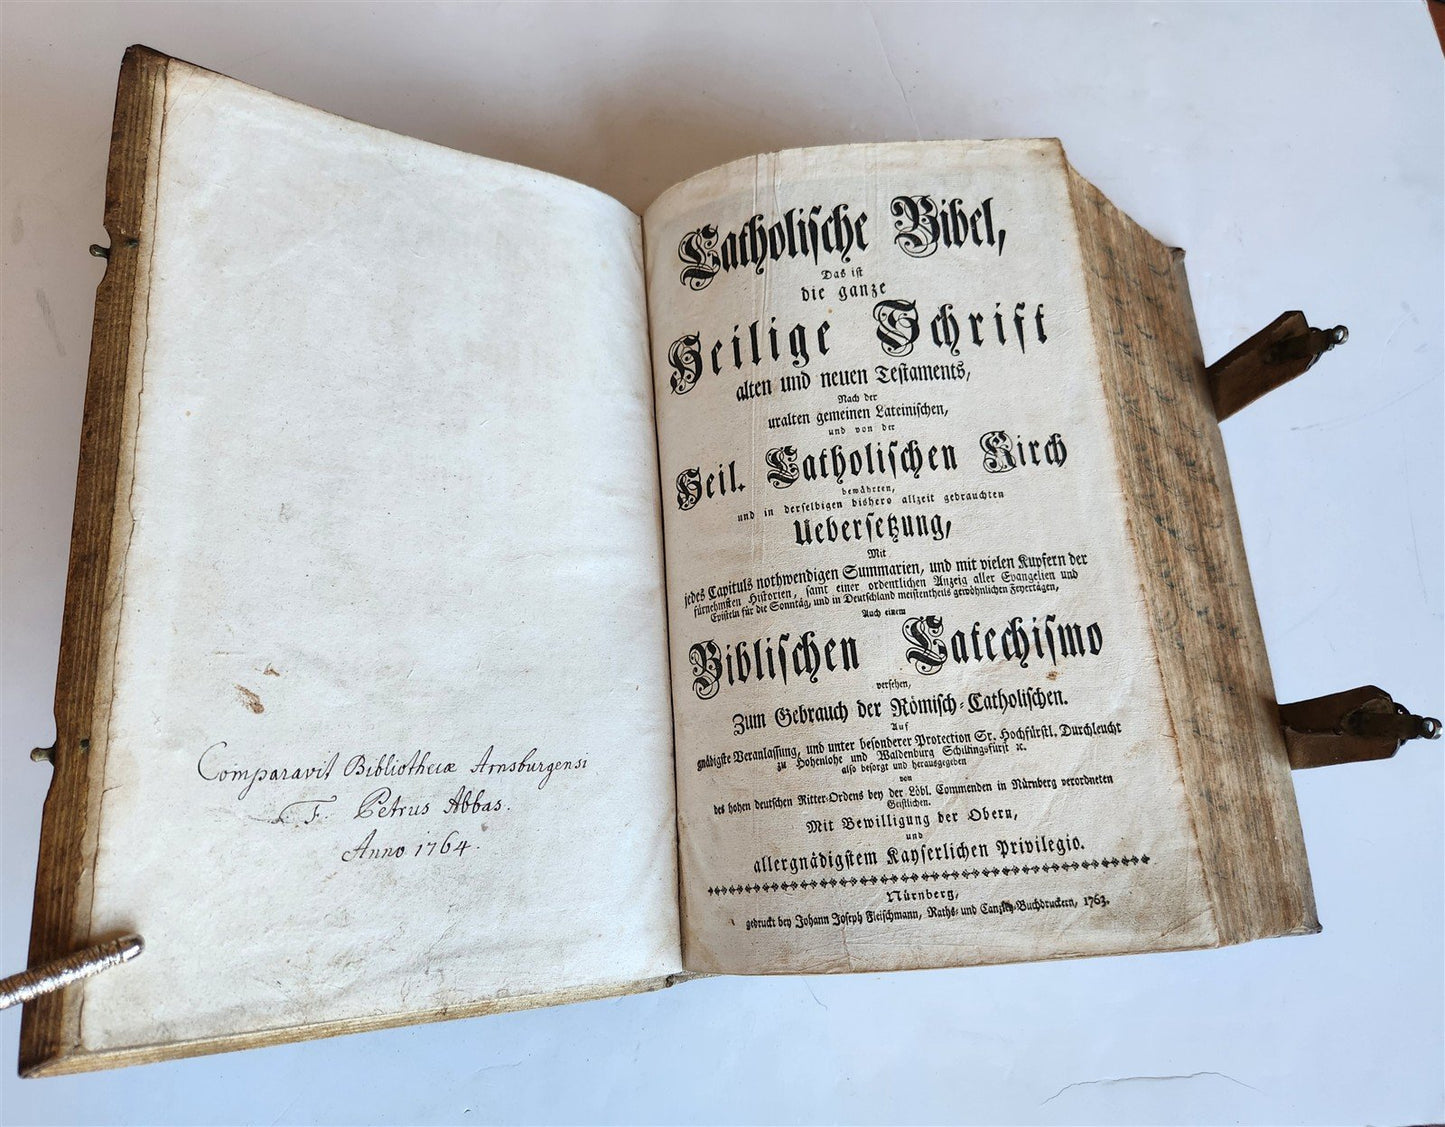 Comparavit Bibliothecæ Arnsburgensi
F. Petrus Abbas.
Anno 1764.
Catholische Bibel,
Das ist
die ganze
Heilige Schrift
alten und neuen Testaments,
Nach der
uralten gemeinen Lateinischen,
und von der
Heil. Catholischen Kirch
bewährten,
und in derselbigen bishero allzeit gebrauchten
Uebersetzung,
Mit
jedes Capituls nothwendigen Summarien, und mit vielen Kupfern der
fürnehmsten Historien, samt einer ordentlichen Anzeig aller Evangelien und
Episteln für die Sonntäg, und in Deutschland meistentheils gewöhnlichen Feyertägen,
Auch einem
Biblischen Catechismo
versehen,
Zum Gebrauch der Römisch-Catholischen.
Auf
gnädigste Veranlassung, und unter besonderer Protection Sr. Hochfürstl. Durchleucht
zu Hohenlohe und Waldenburg Schillingsfürst ꝛc.
also besorgt und herausgegeben
von
des hohen deutschen Ritter-Ordens bey der Löbl. Commenden in Nürnberg verordneten
Geistlichen.
Mit Bewilligung der Obern,
und
allergnädigstem Kayserlichen Privilegio.
Nürnberg,
gedruckt bey Johann Joseph Fleischmann, Raths- und Canzley-Buchdruckern, 1763.